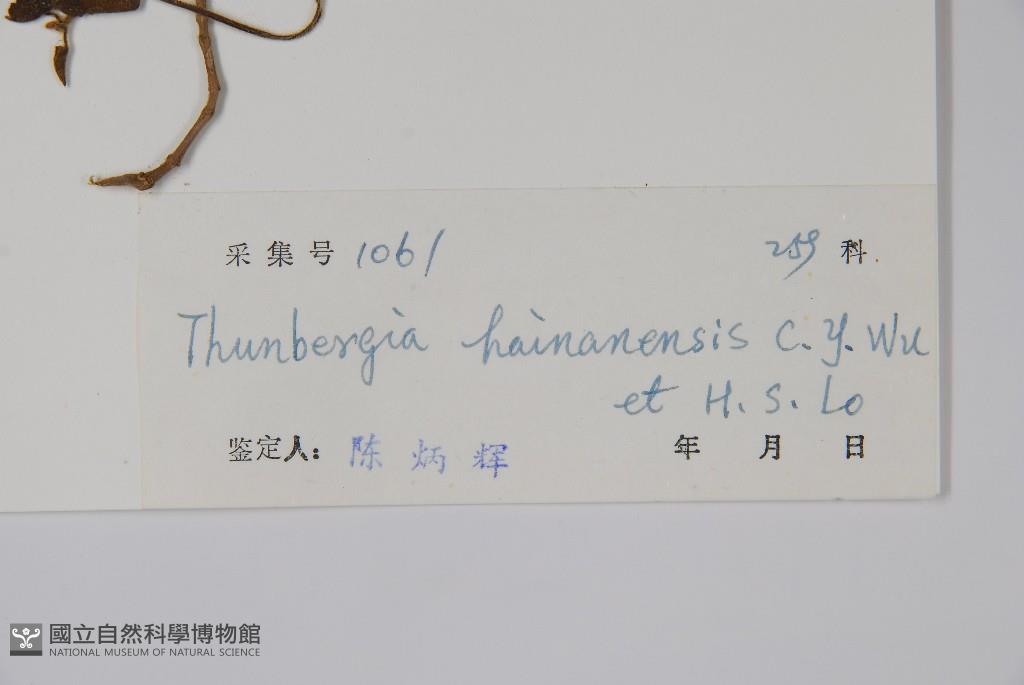 采集号 1061 259 科
Thunbergia hainanensis C. Y. Wu
et H. S. Lo
鉴定人： 陈炳辉 年 月 日
國立自然科學博物館
NATIONAL MUSEUM OF NATURAL SCIENCE